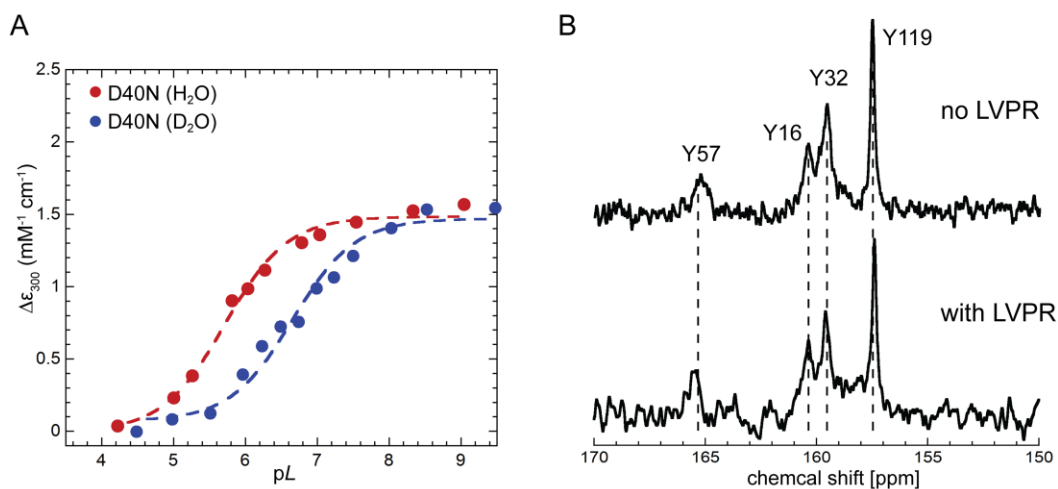 A
2.5
2
1.5
1
0.5
0
Δε₃₀₀ (mM⁻¹ cm⁻¹)
D40N (H₂O)
D40N (D₂O)
4 5 6 7 8 9
pL
B
Y119
Y32
Y16
Y57
no LVPR
with LVPR
170 165 160 155 150
chemcal shift [ppm]